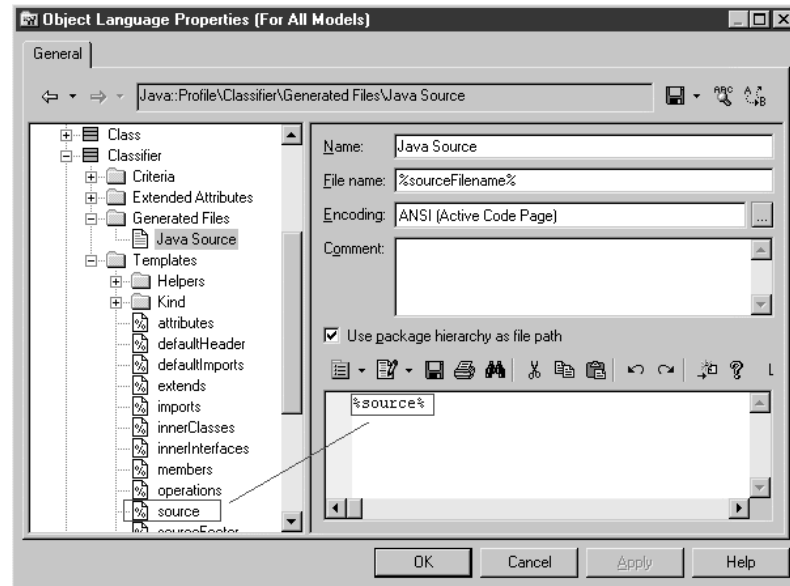 Object Language Properties (For All Models)
General
Java::Profile\Classifier\Generated Files\Java Source
Class
Classifier
Criteria
Extended Attributes
Generated Files
Java Source
Templates
Helpers
Kind
attributes
defaultHeader
defaultImports
extends
imports
innerClasses
innerInterfaces
members
operations
source
sourceFooter
Name: Java Source
File name: %sourceFilename%
Encoding: ANSI (Active Code Page) ...
Comment:
Use package hierarchy as file path
%source%
OK Cancel Apply Help